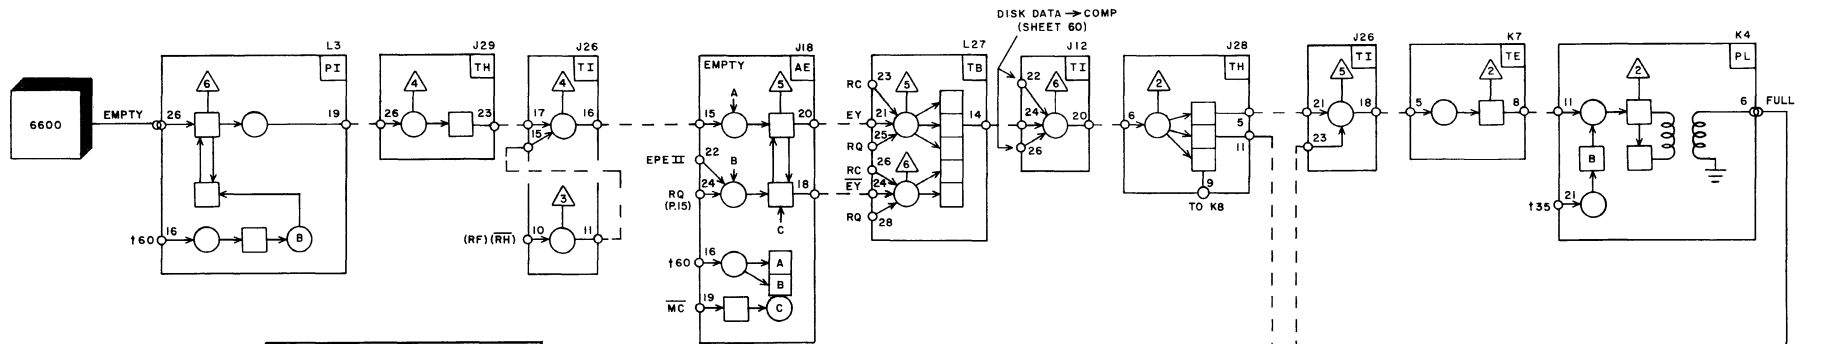 DISK DATA → COMP
(SHEET 60)
L3
J29
J26
J18
L27
J12
J28
J26
K7
K4
PI
TH
TI
EMPTY
AE
TB
TI
TH
TI
TE
PL
6600
EMPTY
26
6
19
26
4
23
17
15
4
16
15
A
5
20
RC
23
5
EY
21
RQ
25
14
22
24
26
6
20
6
2
5
11
9
TO K8
21
23
5
18
5
2
8
11
2
6
FULL
B
21
t35
EPE II
22
B
RQ
(P.15)
24
18
C
RC
26
6
EY
24
RQ
28
t60
16
B
3
(RF) (RH)
10
11
t60
16
A
B
MC
19
C